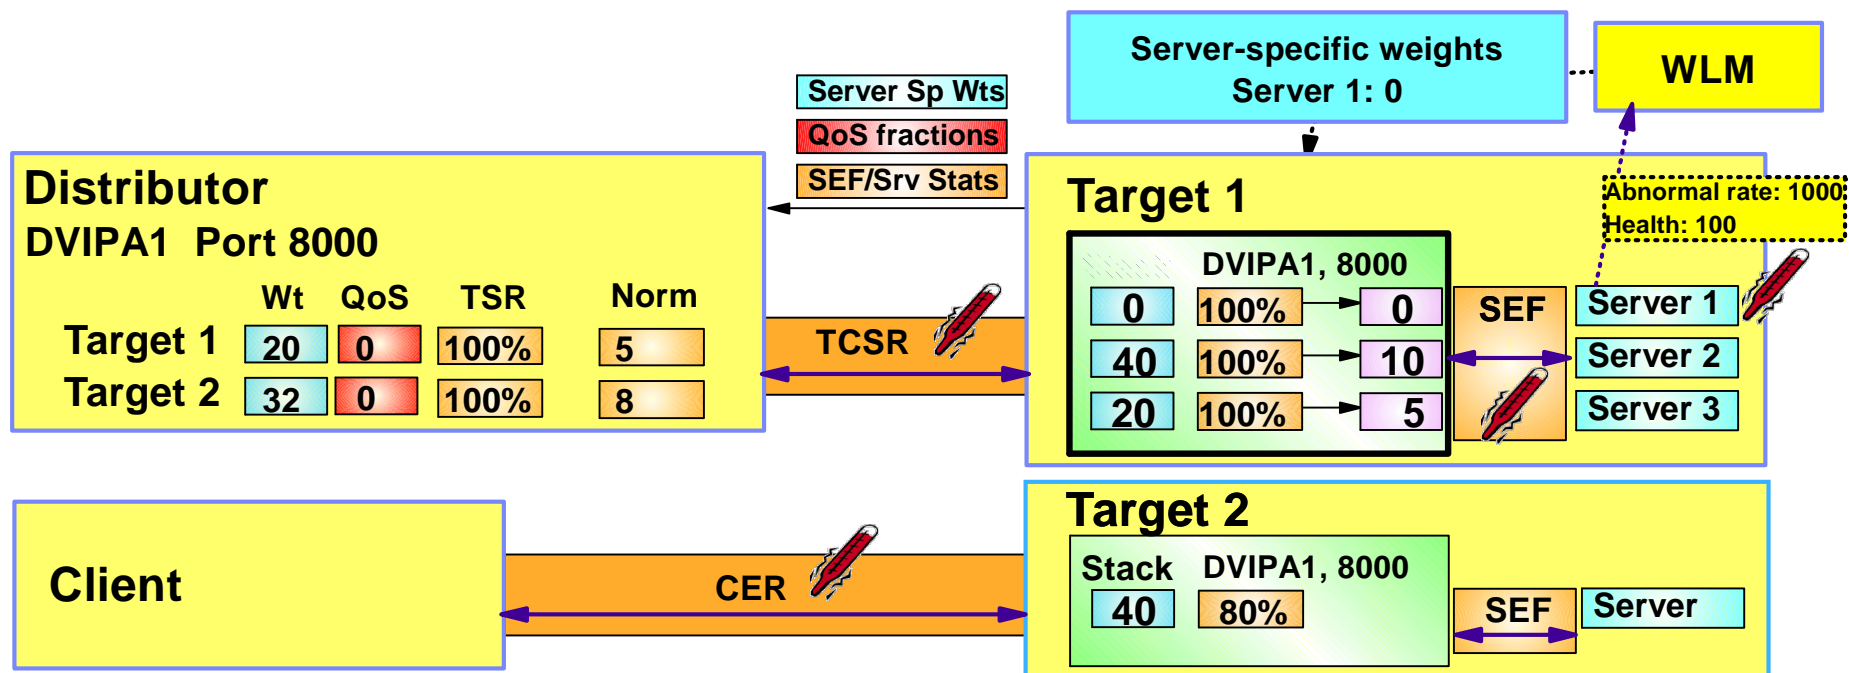 Server-specific weights
Server 1: 0
WLM
Server Sp Wts
QoS fractions
SEF/Srv Stats
Abnormal rate: 1000
Health: 100
Distributor
DVIPA1 Port 8000
Wt QoS TSR Norm
Target 1 20 0 100% 5
Target 2 32 0 100% 8
TCSR
Target 1
DVIPA1, 8000
0 100% 0
40 100% 10
20 100% 5
SEF
Server 1
Server 2
Server 3
Client
CER
Target 2
Stack DVIPA1, 8000
40 80%
SEF
Server